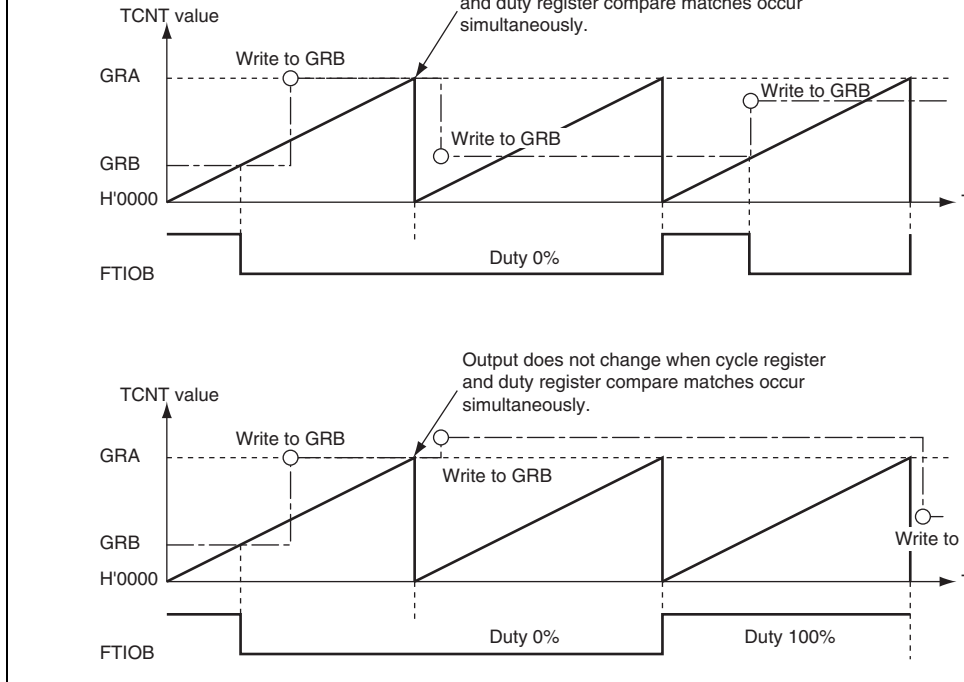 and duty register compare matches occur
simultaneously.
TCNT value
Write to GRB
GRA
Write to GRB
Write to GRB
GRB
H'0000
Duty 0%
FTIOB
Output does not change when cycle register
and duty register compare matches occur
simultaneously.
TCNT value
Write to GRB
GRA
Write to GRB
GRB
Write to
H'0000
Duty 0%
Duty 100%
FTIOB